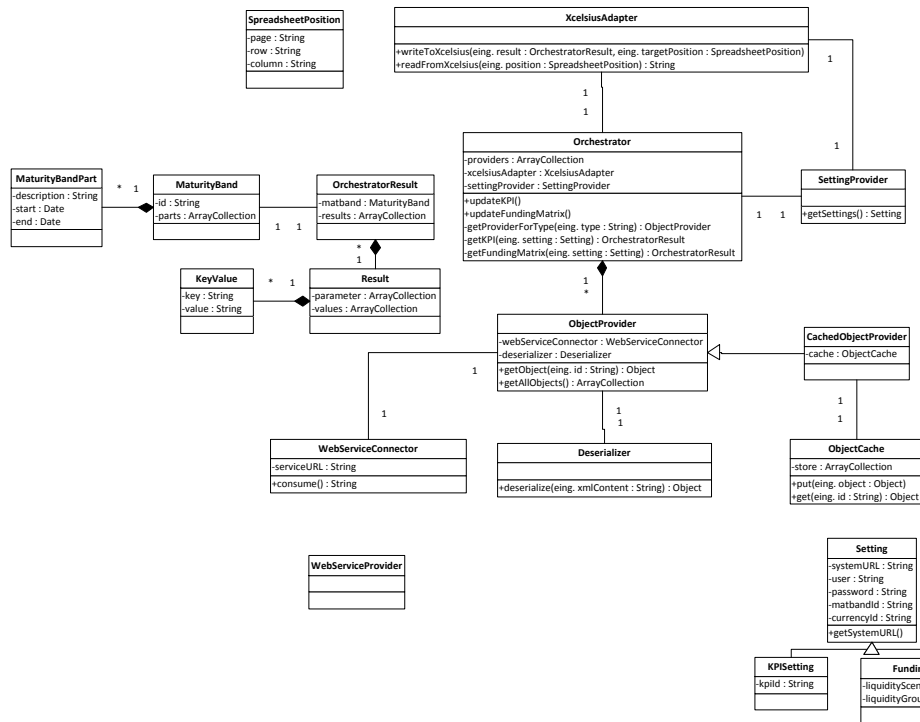 SpreadsheetPosition
-page : String
-row : String
-column : String
XcelsiusAdapter
+writeToXcelsius(eing. result : OrchestratorResult, eing. targetPosition : SpreadsheetPosition)
+readFromXcelsius(eing. position : SpreadsheetPosition) : String
1
1
1
1
Orchestrator
-providers : ArrayCollection
-xcelsiusAdapter : XcelsiusAdapter
-settingProvider : SettingProvider
+updateKPI()
+updateFundingMatrix()
-getProviderForType(eing. type : String) : ObjectProvider
-getKPI(eing. setting : Setting) : OrchestratorResult
-getFundingMatrix(eing. setting : Setting) : OrchestratorResult
1 1
SettingProvider
+getSettings() : Setting
MaturityBandPart
-description : String
-start : Date
-end : Date
* 1
MaturityBand
-id : String
-parts : ArrayCollection
1 1
OrchestratorResult
-matband : MaturityBand
-results : ArrayCollection
*
1
KeyValue
-key : String
-value : String
* 1
Result
-parameter : ArrayCollection
-values : ArrayCollection
1
*
ObjectProvider
-webServiceConnector : WebServiceConnector
-deserializer : Deserializer
+getObject(eing. id : String) : Object
+getAllObjects() : ArrayCollection
CachedObjectProvider
-cache : ObjectCache
1
1
1
1
1
1
WebServiceConnector
-serviceURL : String
+consume() : String
Deserializer
+deserialize(eing. xmlContent : String) : Object
ObjectCache
-store : ArrayCollection
+put(eing. object : Object)
+get(eing. id : String) : Object
WebServiceProvider
Setting
-systemURL : String
-user : String
-password : String
-matbandId : String
-currencyId : String
+getSystemURL()
KPISetting
-kpiId : String
Fundin
-liquidityScen
-liquidityGrou